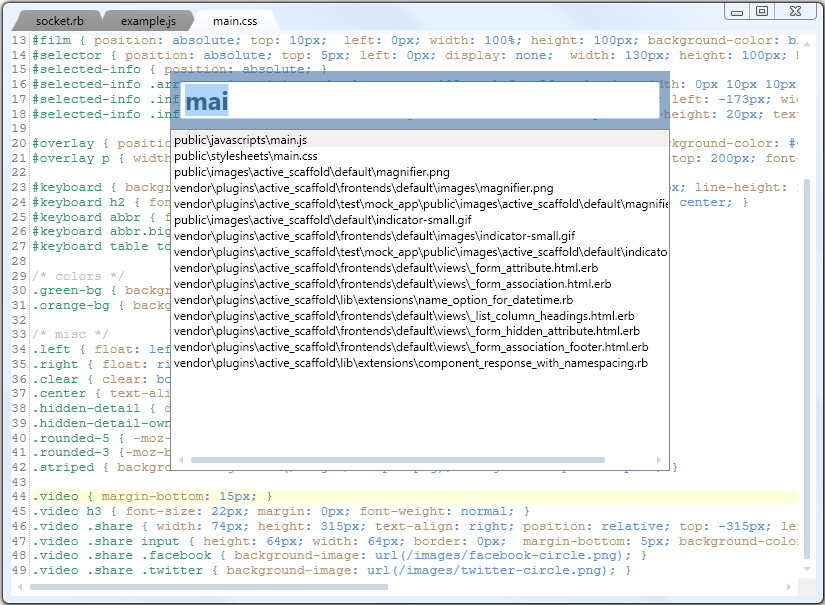 socket.rb example.js main.css
13 #film { position: absolute; top: 10px; left: 0px; width: 100%; height: 100px; background-color: bl
14 #selector { position: absolute; top: 5px; left: 0px; display: none; width: 130px; height: 100px;
15 #selected-info { position: absolute; }
16 #selected-info .ar width: 0px 10px 10px
17 #selected-info .in left: -173px; wi
18 #selected-info .in height: 20px; tex
mai
19
20 #overlay { positio ground-color: #
21 #overlay p { width top: 200px; font-
22
23 #keyboard { backg x; line-height:
24 #keyboard h2 { fon center; }
25 #keyboard abbr { f
26 #keyboard abbr.big
27 #keyboard table td
28
29 /* colors */
30 .green-bg { backg
31 .orange-bg { backg
32
33 /* misc */
34 .left { float: lef
35 .right { float: ri
36 .clear { clear: bo
37 .center { text-ali
38 .hidden-detail { d
39 .hidden-detail-own
40 .rounded-5 { -moz-
41 .rounded-3 {-moz-b
42 .striped { backg }
public\javascripts\main.js
public\stylesheets\main.css
public\images\active_scaffold\default\magnifier.png
vendor\plugins\active_scaffold\frontends\default\images\magnifier.png
vendor\plugins\active_scaffold\test\mock_app\public\images\active_scaffold\default\magnifie
public\images\active_scaffold\default\indicator-small.gif
vendor\plugins\active_scaffold\frontends\default\images\indicator-small.gif
vendor\plugins\active_scaffold\test\mock_app\public\images\active_scaffold\default\indicato
vendor\plugins\active_scaffold\frontends\default\views\_form_attribute.html.erb
vendor\plugins\active_scaffold\frontends\default\views\_form_association.html.erb
vendor\plugins\active_scaffold\lib\extensions\name_option_for_datetime.rb
vendor\plugins\active_scaffold\frontends\default\views\_list_column_headings.html.erb
vendor\plugins\active_scaffold\frontends\default\views\_form_hidden_attribute.html.erb
vendor\plugins\active_scaffold\frontends\default\views\_form_association_footer.html.erb
vendor\plugins\active_scaffold\lib\extensions\component_response_with_namespacing.rb
43
44 .video { margin-bottom: 15px; }
45 .video h3 { font-size: 22px; margin: 0px; font-weight: normal; }
46 .video .share { width: 74px; height: 315px; text-align: right; position: relative; top: -315px; le
47 .video .share input { height: 64px; width: 64px; border: 0px; margin-bottom: 5px; background-colo
48 .video .share .facebook { background-image: url(/images/facebook-circle.png); }
49 .video .share .twitter { background-image: url(/images/twitter-circle.png); }